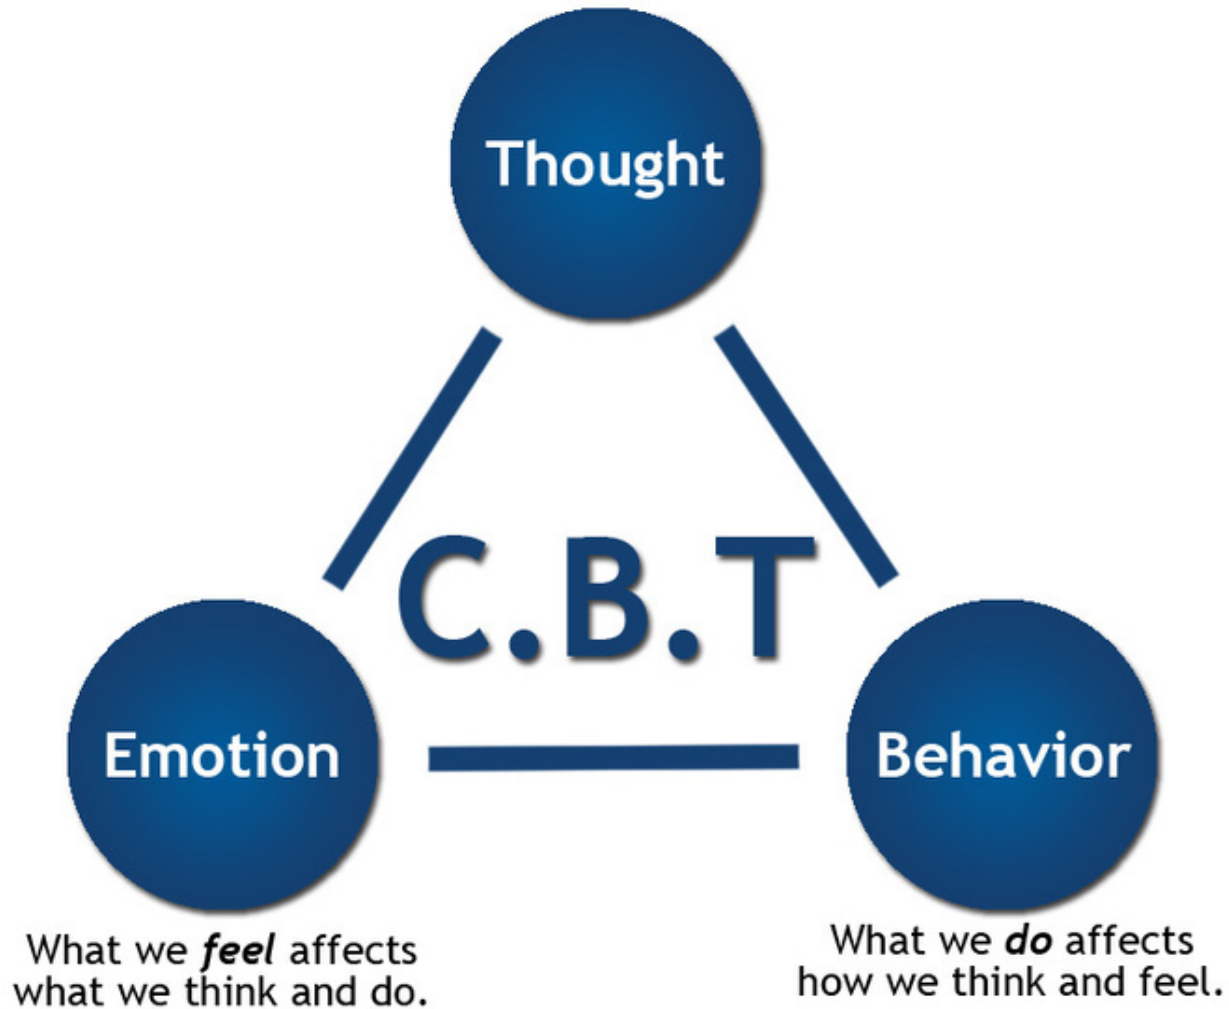 Thought
C.B.T
Emotion
Behavior
What we feel affects
what we think and do.
What we do affects
how we think and feel.